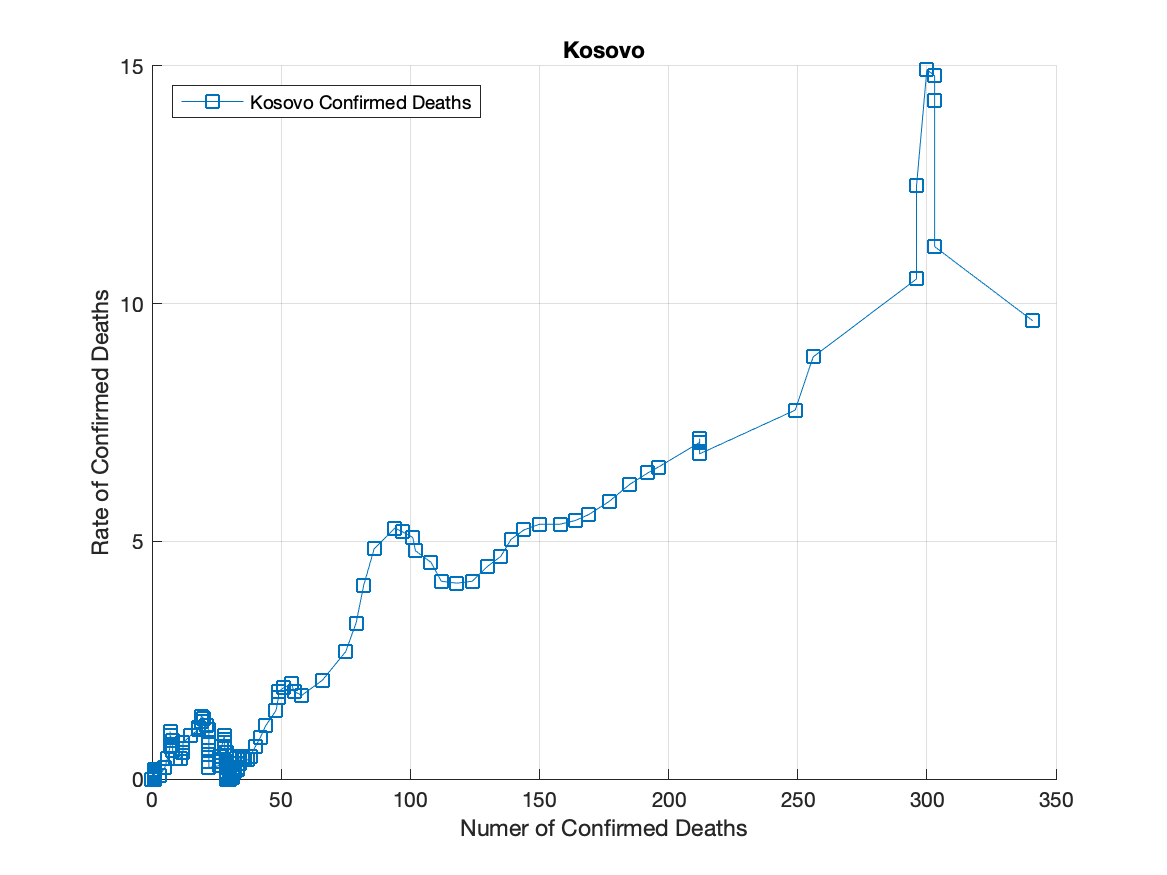 Kosovo
Kosovo Confirmed Deaths
15
10
5
0
0 50 100 150 200 250 300 350
Rate of Confirmed Deaths
Numer of Confirmed Deaths